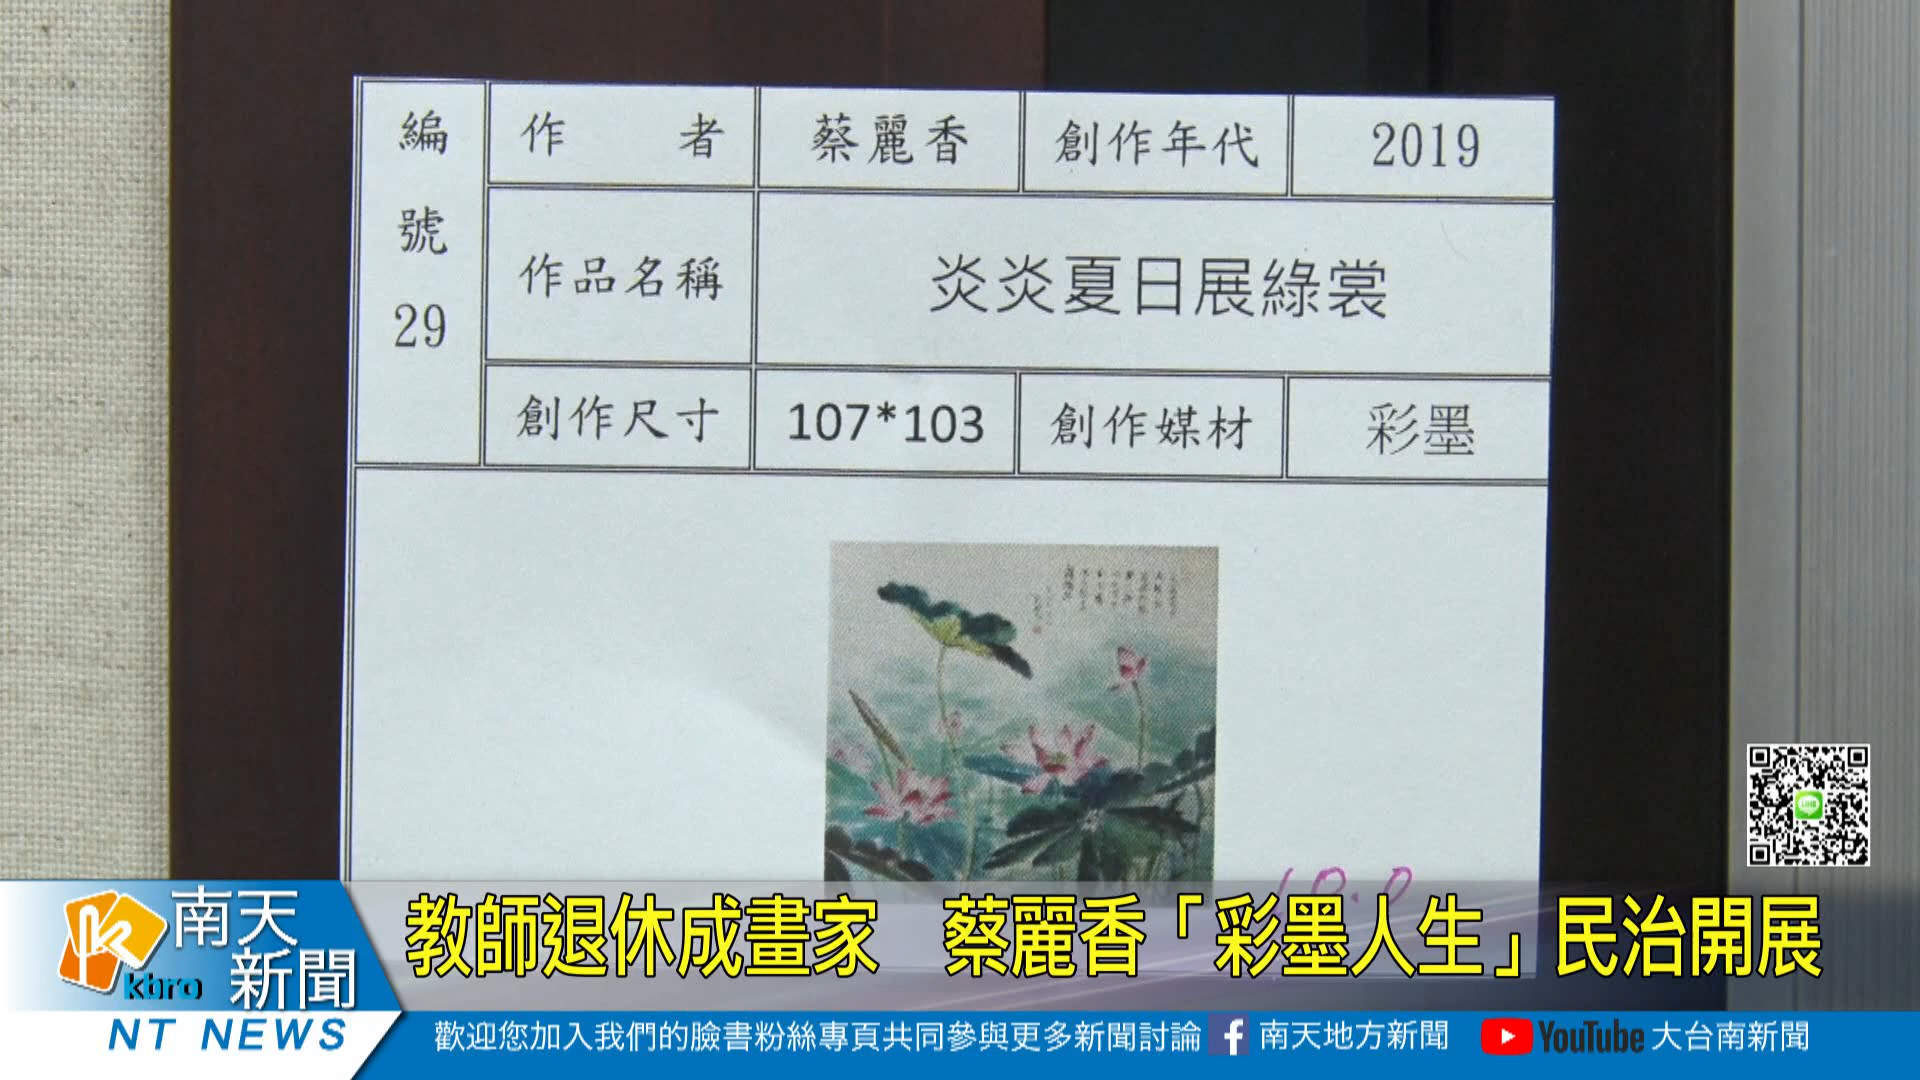 編號 29
作者 蔡麗香 創作年代 2019
作品名稱 炎炎夏日展綠裳
創作尺寸 107*103 創作媒材 彩墨
LINE
南天新聞
kbro
NT NEWS
教師退休成畫家 蔡麗香「彩墨人生」民治開展
歡迎您加入我們的臉書粉絲專頁共同參與更多新聞討論 f 南天地方新聞 YouTube 大台南新聞